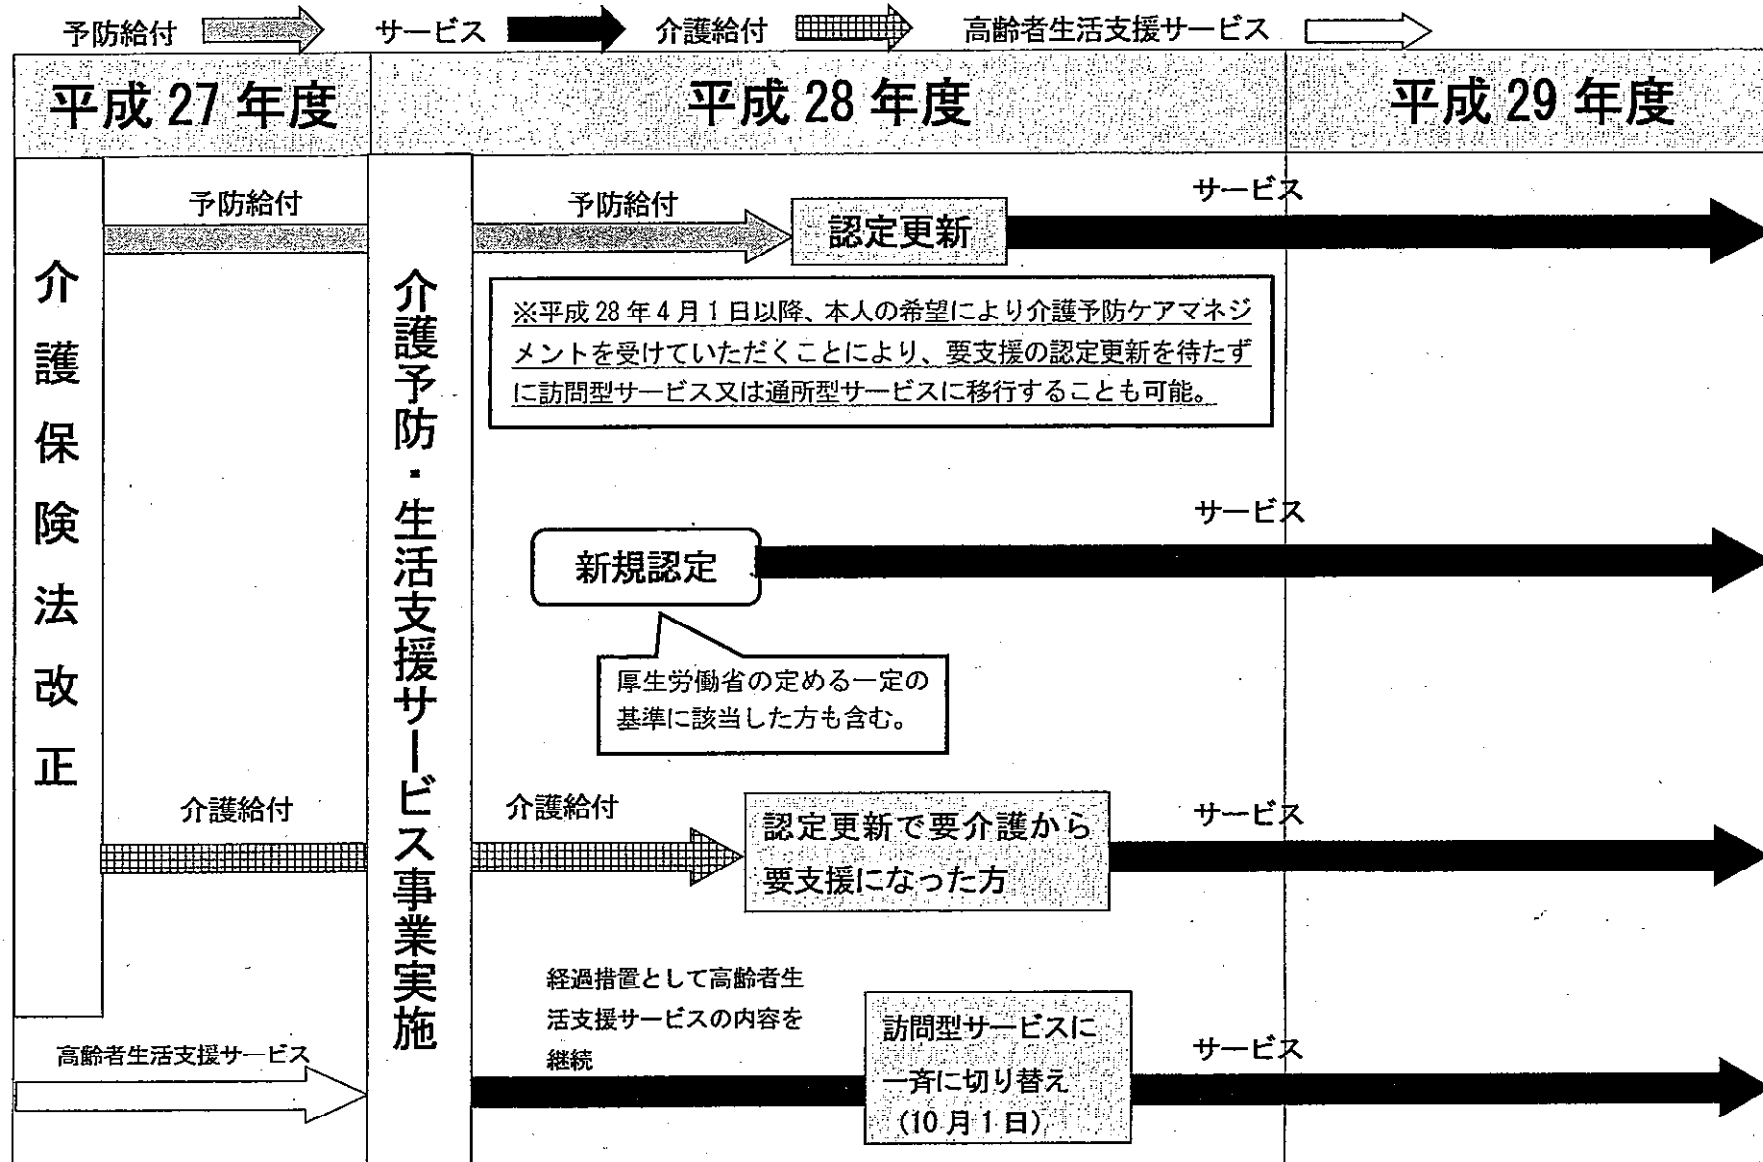 予防給付 サービス 介護給付 高齢者生活支援サービス
平成 27 年度 平成 28 年度 平成 29 年度
介護保険法改正
介護予防・生活支援サービス事業実施
予防給付 予防給付 サービス
認定更新
※平成 28 年 4 月 1 日以降、本人の希望により介護予防ケアマネジ
メントを受けていただくことにより、要支援の認定更新を待たず
に訪問型サービス又は通所型サービスに移行することも可能。
サービス
新規認定
厚生労働省の定める一定の
基準に該当した方も含む。
介護給付 介護給付 サービス
認定更新で要介護から
要支援になった方
経過措置として高齢者生
活支援サービスの内容を
継続
高齢者生活支援サービス
訪問型サービスに
一斉に切り替え
(10 月 1 日)
サービス